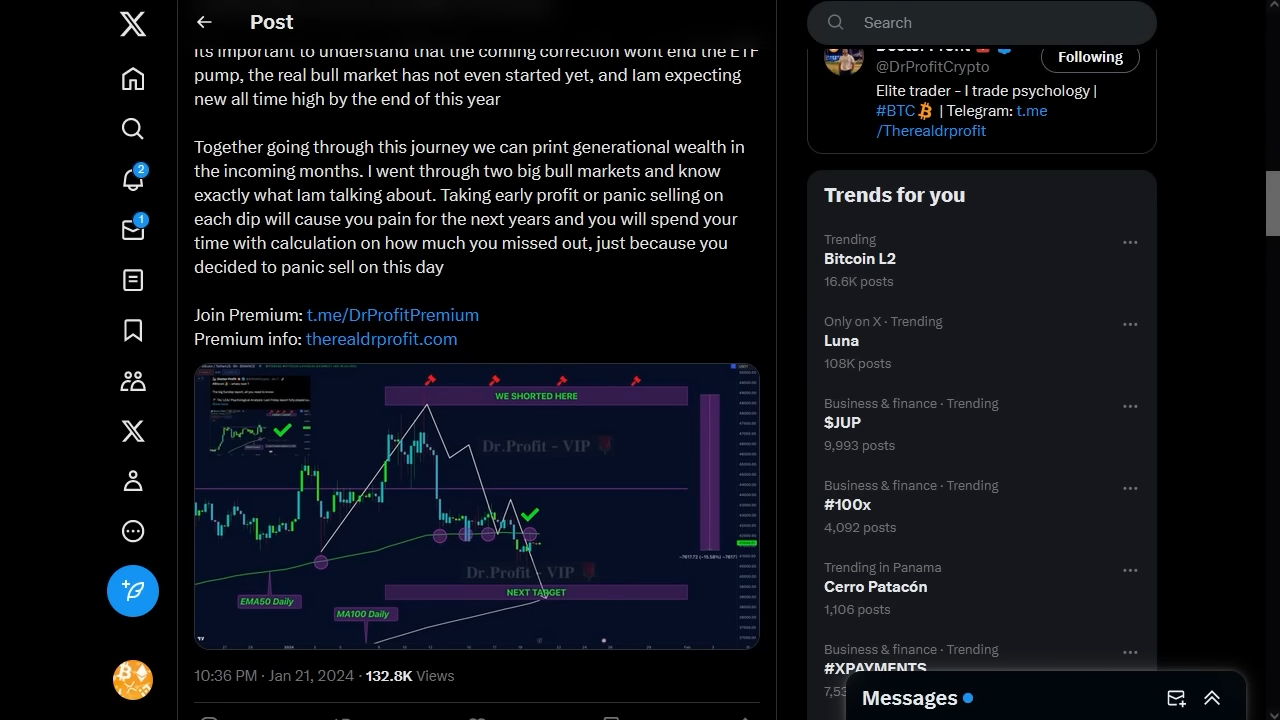 Post
its important to understand that the coming correction wont end the ETF
pump, the real bull market has not even started yet, and Iam expecting
new all time high by the end of this year
Together going through this journey we can print generational wealth in
the incoming months. I went through two big bull markets and know
exactly what Iam talking about. Taking early profit or panic selling on
each dip will cause you pain for the next years and you will spend your
time with calculation on how much you missed out, just because you
decided to panic sell on this day
Join Premium: t.me/DrProfitPremium
Premium info: therealdrprofit.com
WE SHORTED HERE
Dr.Profit - VIP
Dr.Profit - VIP
NEXT TARGET
EMA50 Daily
MA100 Daily
10:36 PM · Jan 21, 2024 · 132.8K Views
2
1
Search
@DrProfitCrypto
Following
Elite trader - I trade psychology |
#BTC | Telegram: t.me
/Therealdrprofit
Trends for you
Trending
Bitcoin L2
16.6K posts
Only on X · Trending
Luna
108K posts
Business & finance · Trending
$JUP
9,993 posts
Business & finance · Trending
#100x
4,092 posts
Trending in Panama
Cerro Patacón
1,106 posts
Business & finance · Trending
#XPAYMENTS
Messages